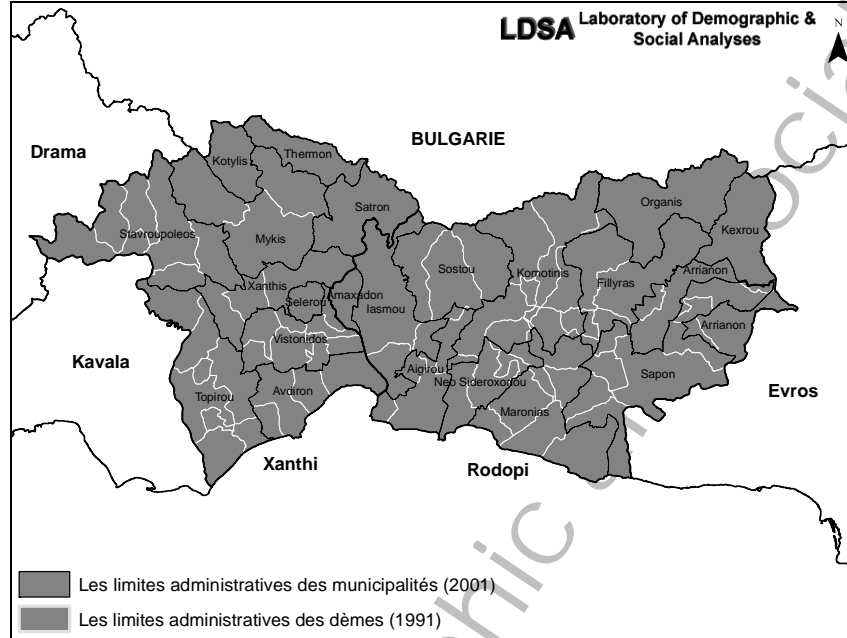 LDSA Laboratory of Demographic &
Social Analyses
N
BULGARIE
Drama
Thermon
Kotylis
Organis
Satron
Kexrou
Stavroupoleos
Mykis
Sostou
Komotinis
Arrianon
Fillyras
Xanthis
Selerou
Amaxadon
Iasmou
Arrianon
Vistonidos
Kavala
Aigirou
Sapon
Neo Sideroxoriou
Evros
Topirou
Avdiron
Maronias
Xanthi
Rodopi
Les limites administratives des municipalités (2001)
Les limites administratives des dèmes (1991)